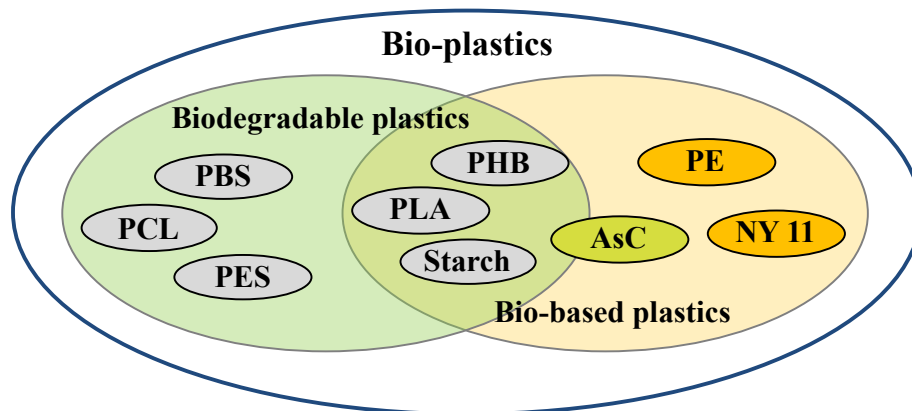 Bio-plastics
Biodegradable plastics
PBS
PHB
PE
PCL
PLA
AsC
NY 11
PES
Starch
Bio-based plastics